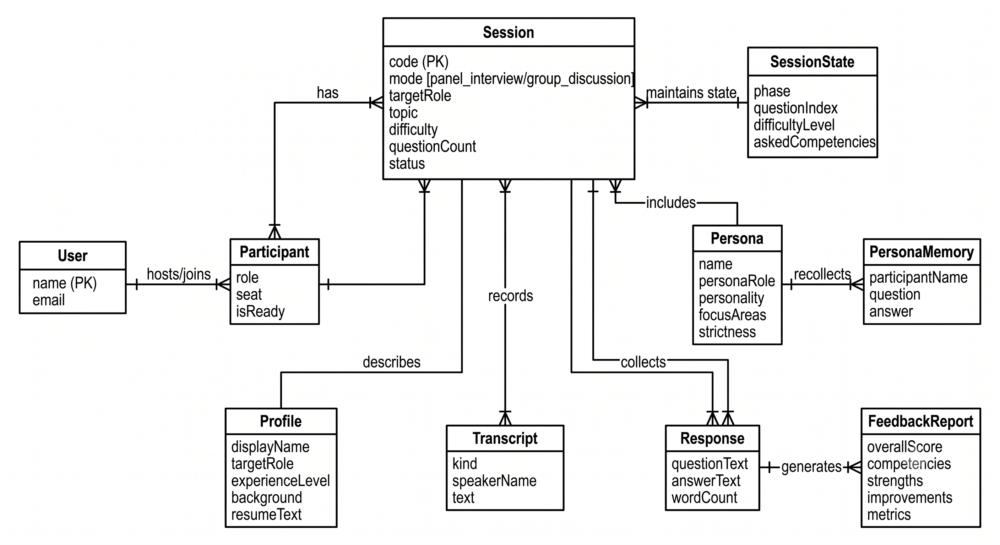 Session
code (PK)
mode [panel_interview/group_discussion]
targetRole
topic
difficulty
questionCount
status
SessionState
phase
questionIndex
difficultyLevel
askedCompetencies
has
maintains state
includes
User
name (PK)
email
hosts/joins
Participant
role
seat
isReady
records
Persona
name
personaRole
personality
focusAreas
strictness
recollects
PersonaMemory
participantName
question
answer
describes
collects
Profile
displayName
targetRole
experienceLevel
background
resumeText
Transcript
kind
speakerName
text
Response
questionText
answerText
wordCount
generates
FeedbackReport
overallScore
competencies
strengths
improvements
metrics